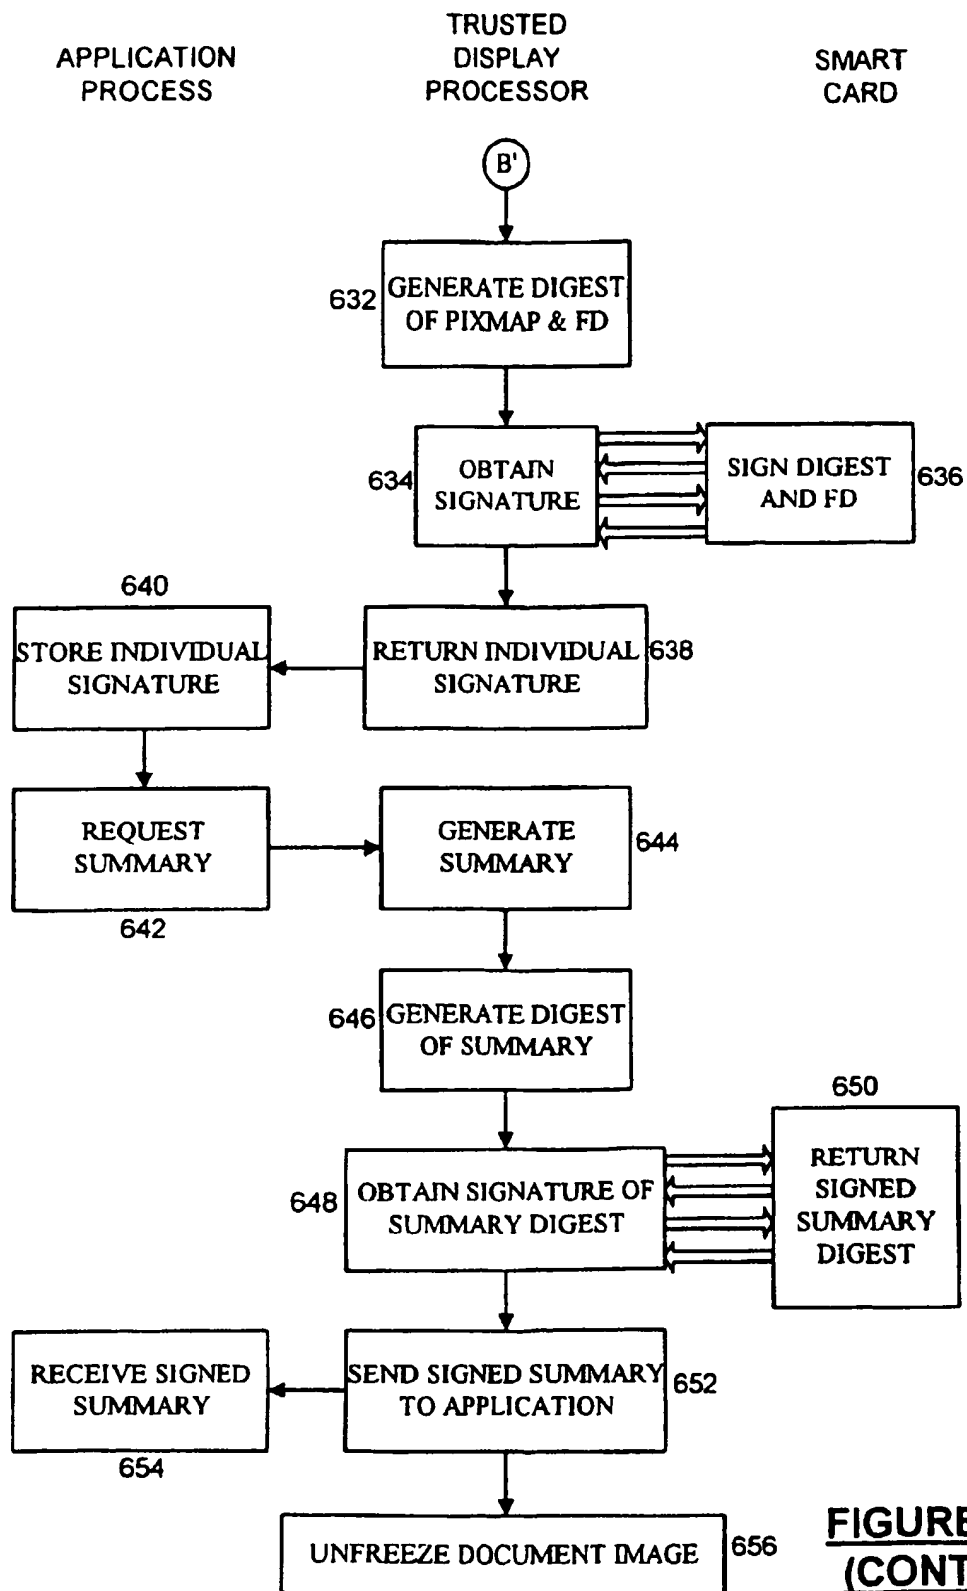 APPLICATION
PROCESS
TRUSTED
DISPLAY
PROCESSOR
SMART
CARD
B'
632
GENERATE DIGEST
OF PIXMAP & FD
634
OBTAIN
SIGNATURE
SIGN DIGEST
AND FD
636
640
STORE INDIVIDUAL
SIGNATURE
RETURN INDIVIDUAL
SIGNATURE
638
REQUEST
SUMMARY
642
GENERATE
SUMMARY
644
646
GENERATE DIGEST
OF SUMMARY
648
OBTAIN SIGNATURE OF
SUMMARY DIGEST
650
RETURN
SIGNED
SUMMARY
DIGEST
RECEIVE SIGNED
SUMMARY
654
SEND SIGNED SUMMARY
TO APPLICATION
652
UNFREEZE DOCUMENT IMAGE
656
FIGURE
(CONT